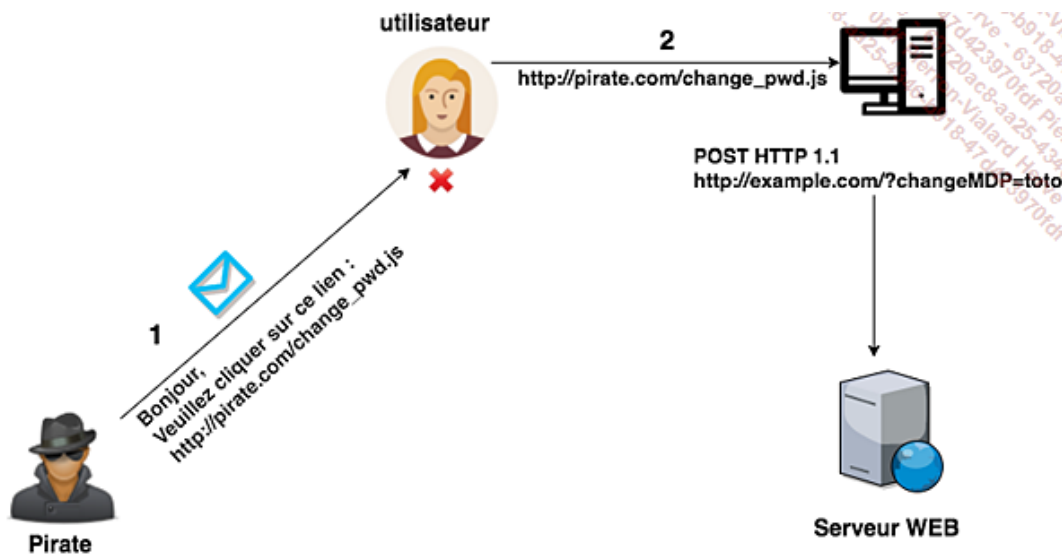 utilisateur
2
http://pirate.com/change_pwd.js
POST HTTP 1.1
http://example.com/?changeMDP=toto
1
Bonjour,
Veuillez cliquer sur ce lien :
http://pirate.com/change_pwd.js
Pirate
Serveur WEB